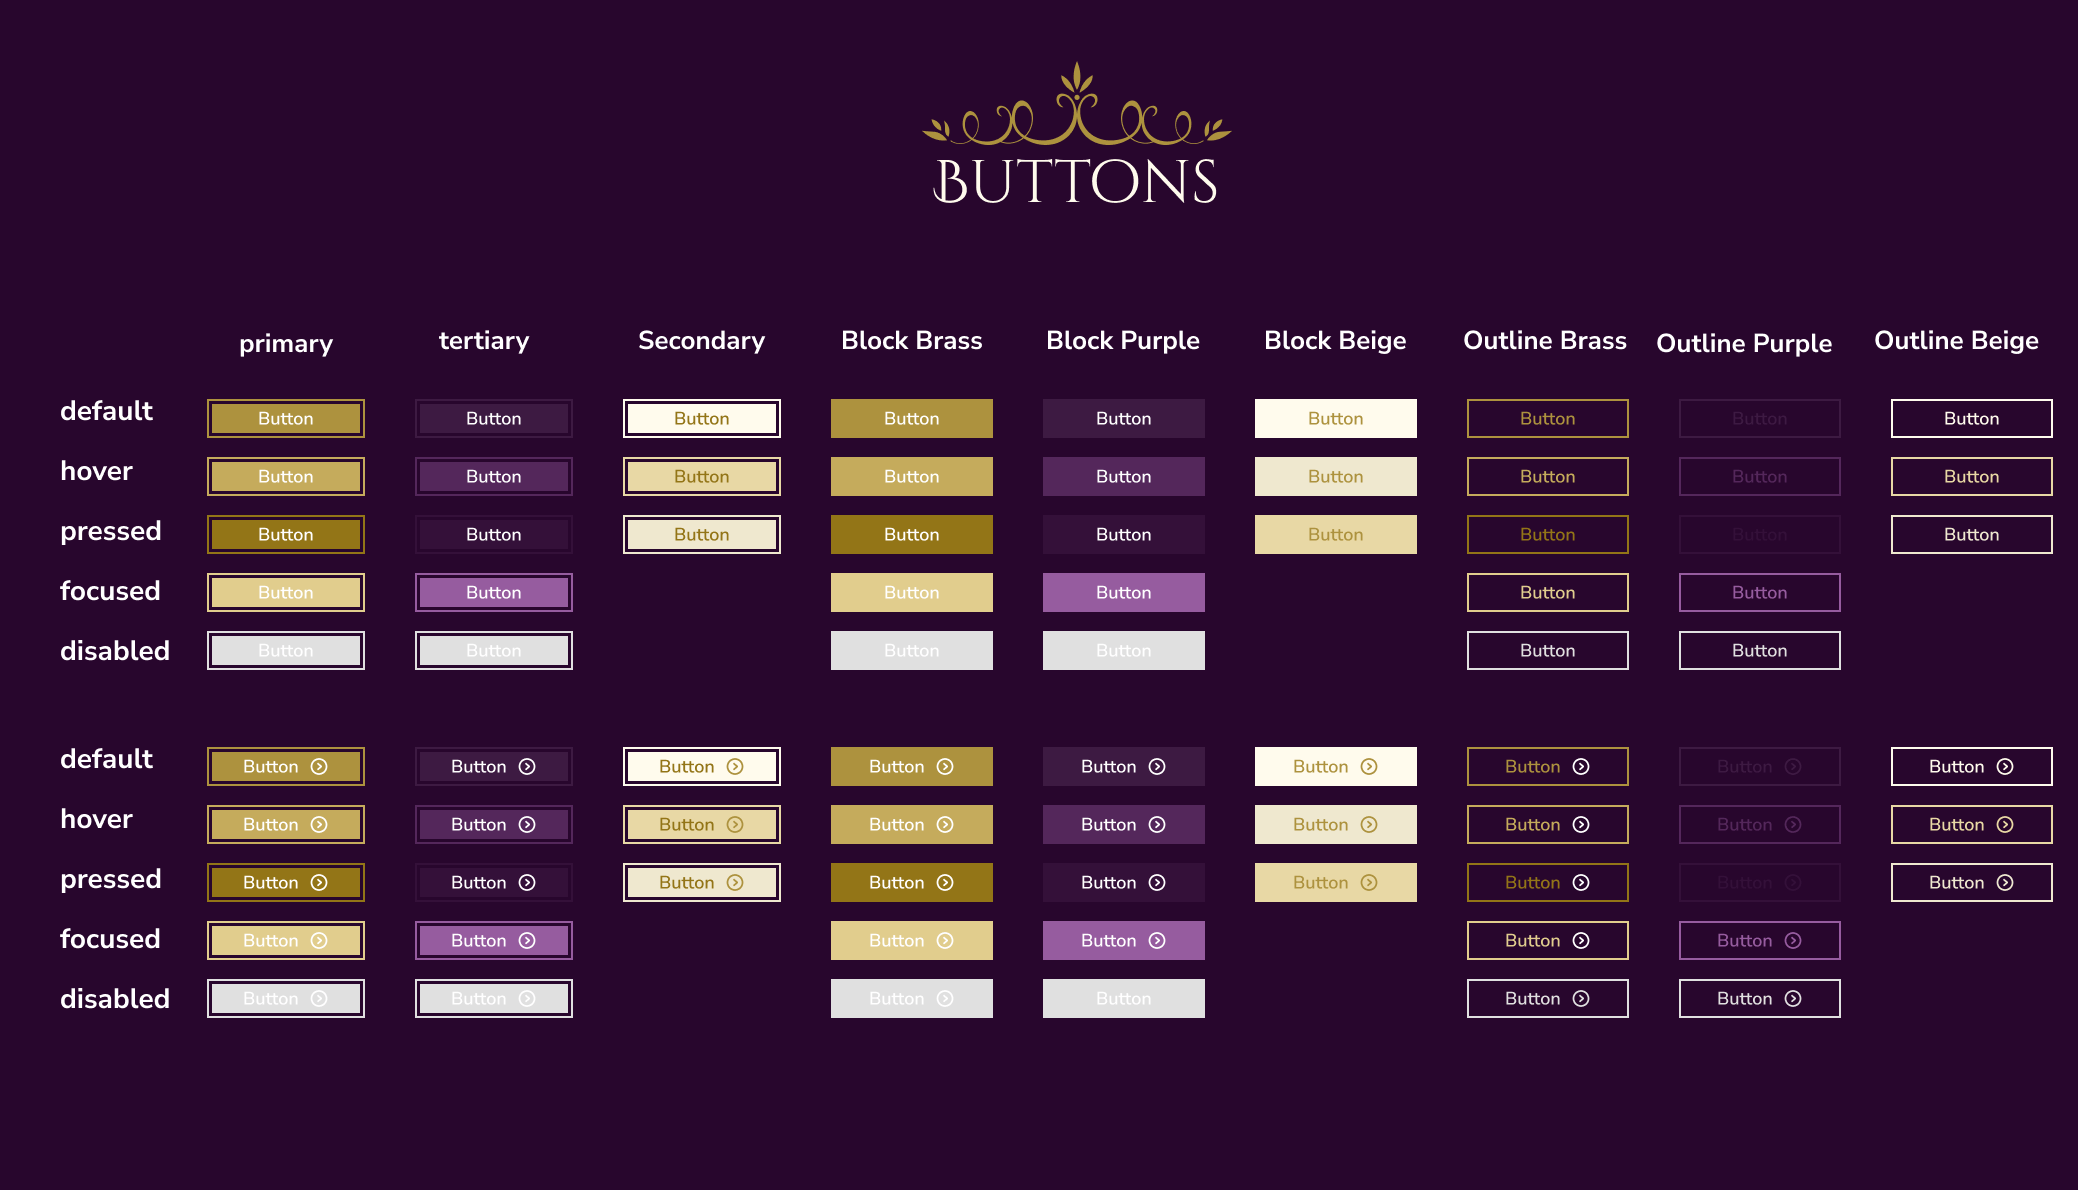 BUTTONS
primary tertiary Secondary Block Brass Block Purple Block Beige Outline Brass Outline Purple Outline Beige
default Button Button Button Button Button Button Button Button Button
hover Button Button Button Button Button Button Button Button Button
pressed Button Button Button Button Button Button Button Button Button
focused Button Button Button Button Button Button
disabled Button Button Button Button Button Button
default Button Button Button Button Button Button Button Button Button
hover Button Button Button Button Button Button Button Button Button
pressed Button Button Button Button Button Button Button Button Button
focused Button Button Button Button Button Button
disabled Button Button Button Button Button Button